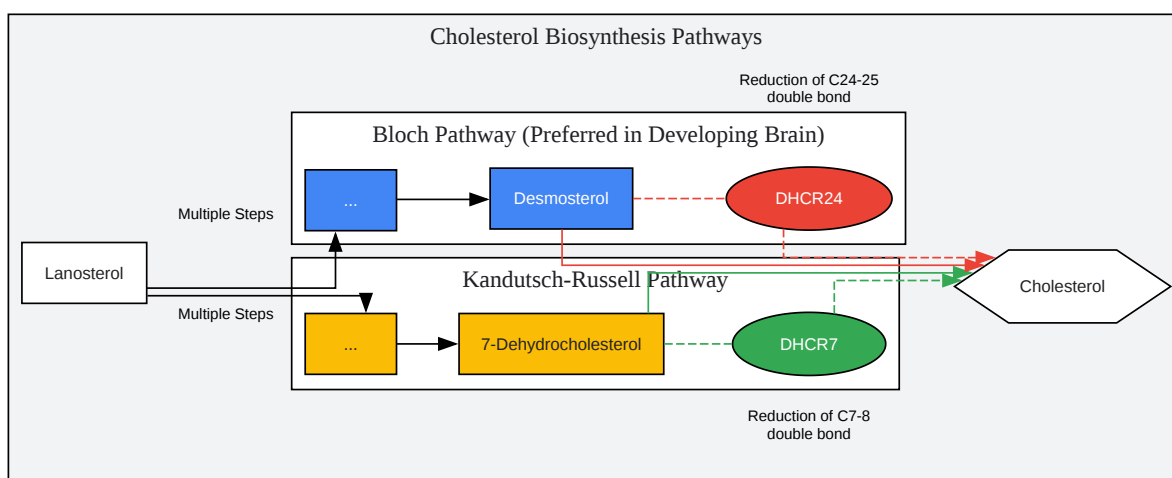 Cholesterol Biosynthesis Pathways
Reduction of C24-25
double bond
Bloch Pathway (Preferred in Developing Brain)
...
Desmosterol
DHCR24
Multiple Steps
Lanosterol
Kandutsch-Russell Pathway
Cholesterol
Multiple Steps
...
7-Dehydrocholesterol
DHCR7
Reduction of C7-8
double bond